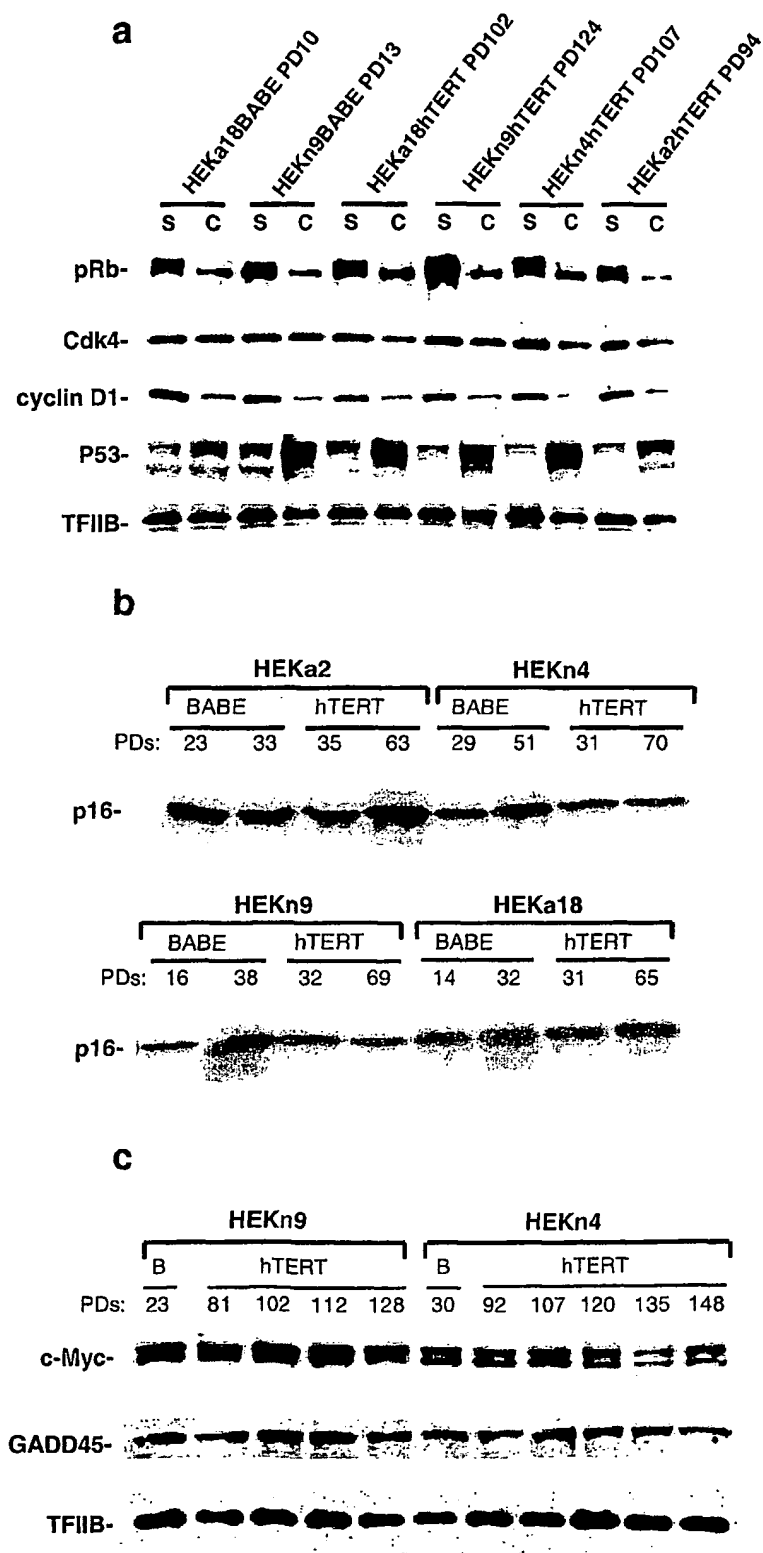 a
HEKa18BABE PD10
HEKn9BABE PD13
HEKa18hTERT PD102
HEKn9hTERT PD124
HEKn4hTERT PD107
HEKa2hTERT PD94
S C S C S C S C S C S C
pRb-
Cdk4-
cyclin D1-
P53-
TFIIB-
b
HEKa2 HEKn4
BABE hTERT BABE hTERT
PDs: 23 33 35 63 29 51 31 70
p16-
HEKn9 HEKa18
BABE hTERT BABE hTERT
PDs: 16 38 32 69 14 32 31 65
p16-
c
HEKn9 HEKn4
B hTERT B hTERT
PDs: 23 81 102 112 128 30 92 107 120 135 148
c-Myc-
GADD45-
TFIIB-